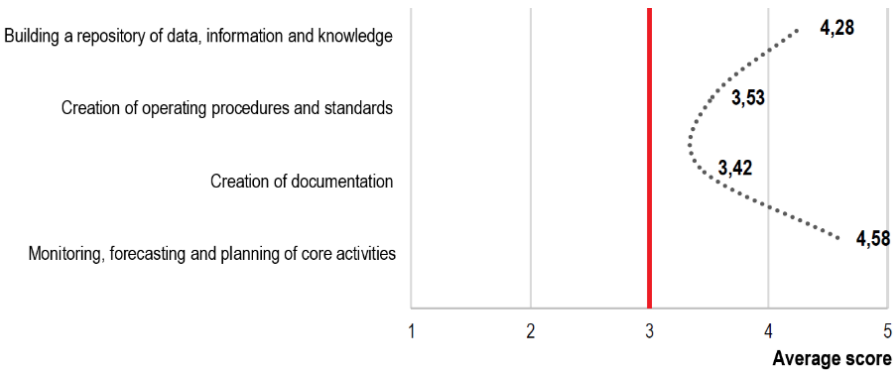 Building a repository of data, information and knowledge
4,28
Creation of operating procedures and standards
3,53
Creation of documentation
3,42
Monitoring, forecasting and planning of core activities
4,58
1 2 3 4 5
Average score